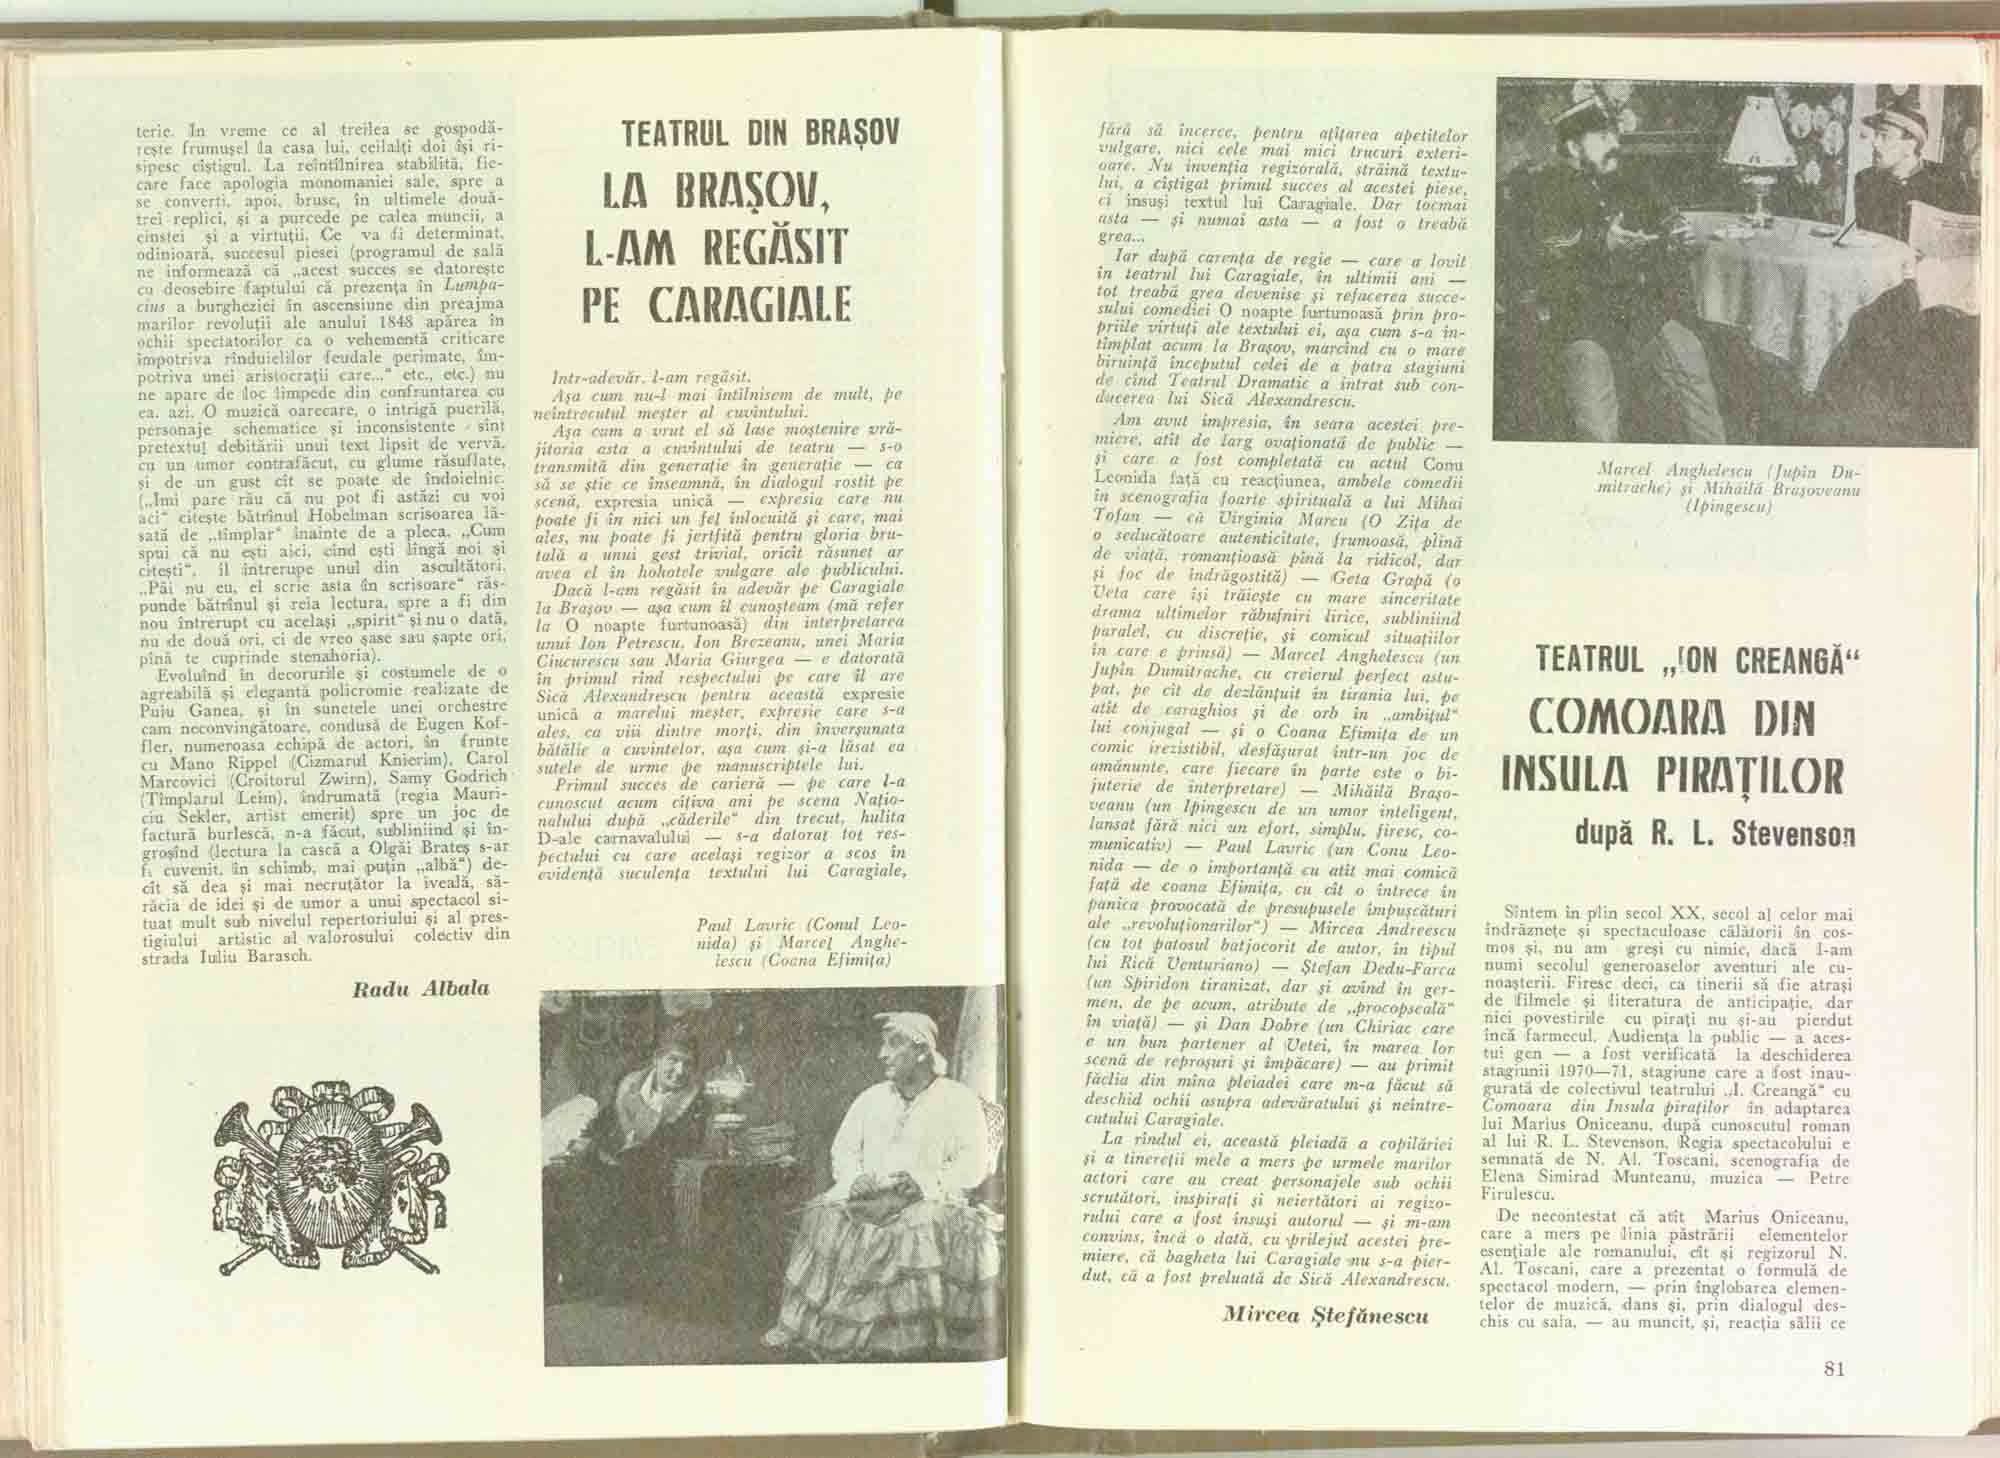 terie. In vreme ce al treilea se gospodă-
rește frumușel la casa lui, ceilalți doi își ri-
sipesc cîștigul. La reîntîlnirea stabilită, fie-
care face apologia monomaniei sale, spre a
se converti, apoi, brusc, în ultimele două-
trei replici, și a purcede pe calea muncii, a
cinstei și a virtuții. Ce va fi determinat,
odinioară, succesul piesei (programul de sală
ne informează că „acest succes se datorește
cu deosebire faptului că prezența în Lumpa-
cius a burgheziei în ascensiune din preajma
marilor revoluții ale anului 1848 apărea în
ochii spectatorilor ca o vehementă criticare
împotriva rînduielilor feudale perimate, îm-
potriva unei aristocrații care...“ etc., etc.) nu
ne apare de loc limpede din confruntarea cu
ea, azi. O muzică oarecare, o intrigă puerilă,
personaje schematice și inconsistente sînt
pretextul debitării unui text lipsit de vervă,
cu un umor contrafăcut, cu glume răsuflate,
și de un gust cît se poate de îndoielnic.
(„Îmi pare rău că nu pot fi astăzi cu voi
aci“ citește bătrînul Hobelman scrisoarea lă-
sată de „tîmplar“ înainte de a pleca. „Cum
spui că nu ești aici, cînd ești lîngă noi și
citești“, îl întrerupe unul din ascultători.
„Păi nu eu, el scrie asta în scrisoare“ răs-
punde bătrînul și reia lectura, spre a fi din
nou întrerupt cu același „spirit“ și nu o dată,
nu de două ori, ci de vreo șase sau șapte ori,
pînă te cuprinde stenahoria).
Evoluînd în decorurile și costumele de o
agreabilă și elegantă policromie realizate de
Puiu Ganea, și în sunetele unei orchestre
cam neconvingătoare, condusă de Eugen Kof-
fler, numeroasa echipă de actori, în frunte
cu Mano Rippel (Cizmarul Knierim), Carol
Marcovici (Croitorul Zwirn), Samy Godrich
(Tîmplarul Leim), îndrumată (regia Mauri-
ciu Sekler, artist emerit) spre un joc de
factură burlescă, n-a făcut, subliniind și în-
groșînd (lectura la cască a Olgăi Brateș s-ar
fi cuvenit, în schimb, mai puțin „albă“) de-
cît să dea și mai necruțător la iveală, să-
răcia de idei și de umor a unui spectacol si-
tuat mult sub nivelul repertoriului și al pres-
tigiului artistic al valorosului colectiv din
strada Iuliu Barasch.
Radu Albala
TEATRUL DIN BRAȘOV
LA BRAȘOV,
L-AM REGĂSIT
PE CARAGIALE
Intr-adevăr, l-am regăsit.
Așa cum nu-l mai întîlnisem de mult, pe
neîntrecutul meșter al cuvîntului.
Așa cum a vrut el să lase moștenire vră-
jitoria asta a cuvîntului de teatru — s-o
transmită din generație în generație — ca
să se știe ce înseamnă, în dialogul rostit pe
scenă, expresia unică — expresia care nu
poate fi în nici un fel înlocuită și care, mai
ales, nu poate fi jertfită pentru gloria bru-
tală a unui gest trivial, oricît răsunet ar
avea el în hohotele vulgare ale publicului.
Dacă l-am regăsit în adevăr pe Caragiale
la Brașov — așa cum îl cunoșteam (mă refer
la O noapte furtunoasă) din interpretarea
unui Ion Petrescu, Ion Brezeanu, unei Maria
Ciucurescu sau Maria Giurgea — e datorată
în primul rînd respectului pe care îl are
Sică Alexandrescu pentru această expresie
unică a marelui meșter, expresie care s-a
ales, ca viii dintre morți, din înverșunata
bătălie a cuvintelor, așa cum și-a lăsat ea
sutele de urme pe manuscriptele lui.
Primul succes de carieră — pe care l-a
cunoscut acum cîțiva ani pe scena Națio-
nalului după „căderile“ din trecut, hulita
D-ale carnavalului — s-a datorat tot res-
pectului cu care același regizor a scos în
evidență suculența textului lui Caragiale,
Paul Lavric (Conul Leo-
nida) și Marcel Anghe-
lescu (Coana Efimița)
fără să încerce, pentru ațîțarea apetitelor
vulgare, nici cele mai mici trucuri exteri-
oare. Nu invenția regizorală, străină textu-
lui, a cîștigat primul succes al acestei piese,
ci însuși textul lui Caragiale. Dar tocmai
asta — și numai asta — a fost o treabă
grea...
Iar după carența de regie — care a lovit
în teatrul lui Caragiale, în ultimii ani —
tot treabă grea devenise și refacerea succe-
sului comediei O noapte furtunoasă prin pro-
priile virtuți ale textului ei, așa cum s-a în-
tîmplat acum la Brașov, marcînd cu o mare
biruință începutul celei de a patra stagiuni
de cînd Teatrul Dramatic a intrat sub con-
ducerea lui Sică Alexandrescu.
Am avut impresia, în seara acestei pre-
miere, atît de larg ovaționată de public —
și care a fost completată cu actul Conu
Leonida față cu reacțiunea, ambele comedii
în scenografia foarte spirituală a lui Mihai
Tofan — că Virginia Marcu (O Zița de
o seducătoare autenticitate, frumoasă, plină
de viață, romanțioasă pînă la ridicol, dar
și foc de îndrăgostită) — Geta Grapă (o
Veta care își trăiește cu mare sinceritate
drama ultimelor răbufniri lirice, subliniind
paralel, cu discreție, și comicul situațiilor
în care e prinsă) — Marcel Anghelescu (un
Jupîn Dumitrache, cu creierul perfect astu-
pat, pe cît de dezlănțuit în tirania lui, pe
atît de caraghios și de orb în „ambițul“
lui conjugal — și o Coana Efimița de un
comic irezistibil, desfășurat într-un joc de
amănunte, care fiecare în parte este o bi-
juterie de interpretare) — Mihăilă Brașo-
veanu (un Ipingescu de un umor inteligent,
lansat fără nici un efort, simplu, firesc, co-
municativ) — Paul Lavric (un Conu Leo-
nida — de o importanță cu atît mai comică
față de coana Efimița, cu cît o întrece în
panica provocată de presupusele împușcături
ale „revoluționarilor“) — Mircea Andreescu
(cu tot patosul batjocorit de autor, în tipul
lui Rică Venturiano) — Ștefan Dedu-Farca
(un Spiridon tiranizat, dar și avînd în ger-
men, de pe acum, atribute de „procopseală“
în viață) — și Dan Dobre (un Chiriac care
e un bun partener al Vetei, în marea lor
scenă de reproșuri și împăcare) — au primit
făclia din mîna pleiadei care m-a făcut să
deschid ochii asupra adevăratului și neîntre-
cutului Caragiale.
La rîndul ei, această pleiadă a copilăriei
și a tinereții mele a mers pe urmele marilor
actori care au creat personajele sub ochii
scrutători, inspirați și neiertători ai regizo-
rului care a fost însuși autorul — și m-am
convins, încă o dată, cu prilejul acestei pre-
miere, că bagheta lui Caragiale nu s-a pier-
dut, că a fost preluată de Sică Alexandrescu.
Mircea Ștefănescu
Marcel Anghelescu (Jupîn Du-
mitrache) și Mihăilă Brașoveanu
(Ipingescu)
TEATRUL „ION CREANGĂ“
COMOARA DIN
INSULA PIRAȚILOR
după R. L. Stevenson
Sîntem în plin secol XX, secol al celor mai
îndrăznețe și spectaculoase călătorii în cos-
mos și, nu am greși cu nimic, dacă l-am
numi secolul generoaselor aventuri ale cu-
noașterii. Firesc deci, ca tinerii să fie atrași
de filmele și literatura de anticipație, dar
nici povestirile cu pirați nu și-au pierdut
încă farmecul. Audiența la public — a aces-
tui gen — a fost verificată la deschiderea
stagiunii 1970—71, stagiune care a fost inau-
gurată de colectivul teatrului „I. Creangă“ cu
Comoara din Insula piraților în adaptarea
lui Marius Oniceanu, după cunoscutul roman
al lui R. L. Stevenson. Regia spectacolului e
semnată de N. Al. Toscani, scenografia de
Elena Simirad Munteanu, muzica — Petre
Firulescu.
De necontestat că atît Marius Oniceanu,
care a mers pe linia păstrării elementelor
esențiale ale romanului, cît și regizorul N.
Al. Toscani, care a prezentat o formulă de
spectacol modern, — prin înglobarea elemen-
telor de muzică, dans și, prin dialogul des-
chis cu sala, — au muncit, și, reacția sălii ce
81